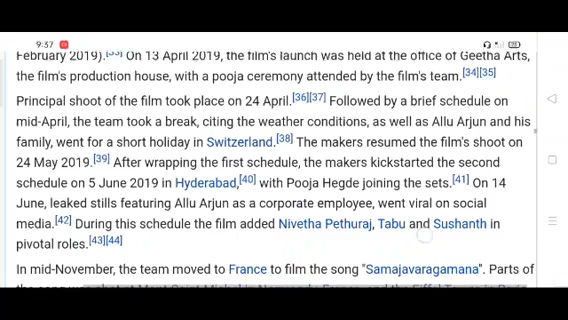 9:37
February 2019).[33] On 13 April 2019, the film's launch was held at the office of Geetha Arts,
the film's production house, with a pooja ceremony attended by the film's team.[34][35]
Principal shoot of the film took place on 24 April.[36][37] Followed by a brief schedule on
mid-April, the team took a break, citing the weather conditions, as well as Allu Arjun and his
family, went for a short holiday in Switzerland.[38] The makers resumed the film's shoot on
24 May 2019.[39] After wrapping the first schedule, the makers kickstarted the second
schedule on 5 June 2019 in Hyderabad,[40] with Pooja Hegde joining the sets.[41] On 14
June, leaked stills featuring Allu Arjun as a corporate employee, went viral on social
media.[42] During this schedule the film added Nivetha Pethuraj, Tabu and Sushanth in
pivotal roles.[43][44]
In mid-November, the team moved to France to film the song "Samajavaragamana". Parts of